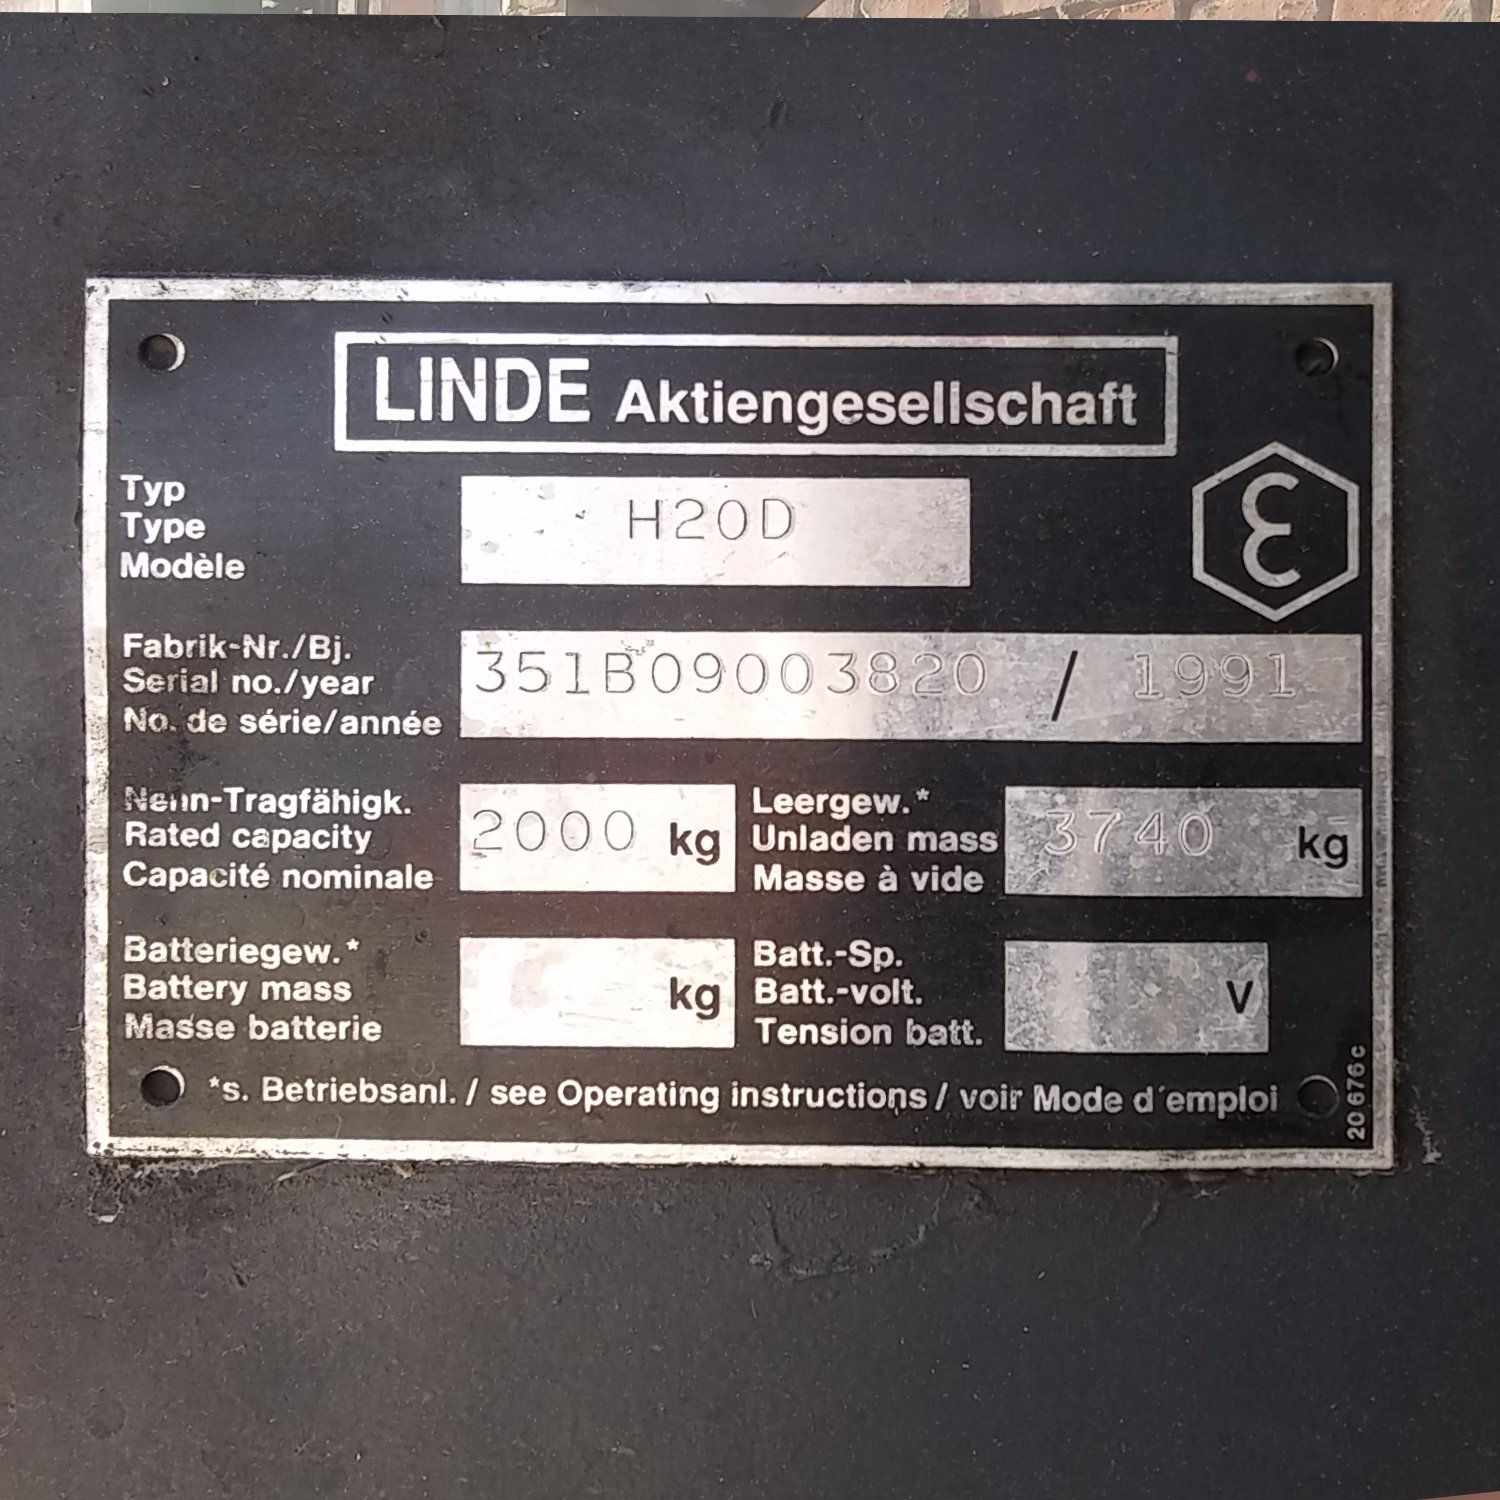 LINDE Aktiengesellschaft
Typ
Type
Modèle
H20D
ε
Fabrik-Nr./Bj.
Serial no./year
No. de série/année
351B09003820 / 1991
Nenn-Tragfähigk.
Rated capacity
Capacité nominale
2000 kg
Leergew.*
Unladen mass
Masse à vide
3740 kg
Batteriegew.*
Battery mass
Masse batterie
kg
Batt.-Sp.
Batt.-volt.
Tension batt.
V
*s. Betriebsanl. / see Operating instructions / voir Mode d´emploi
20676c